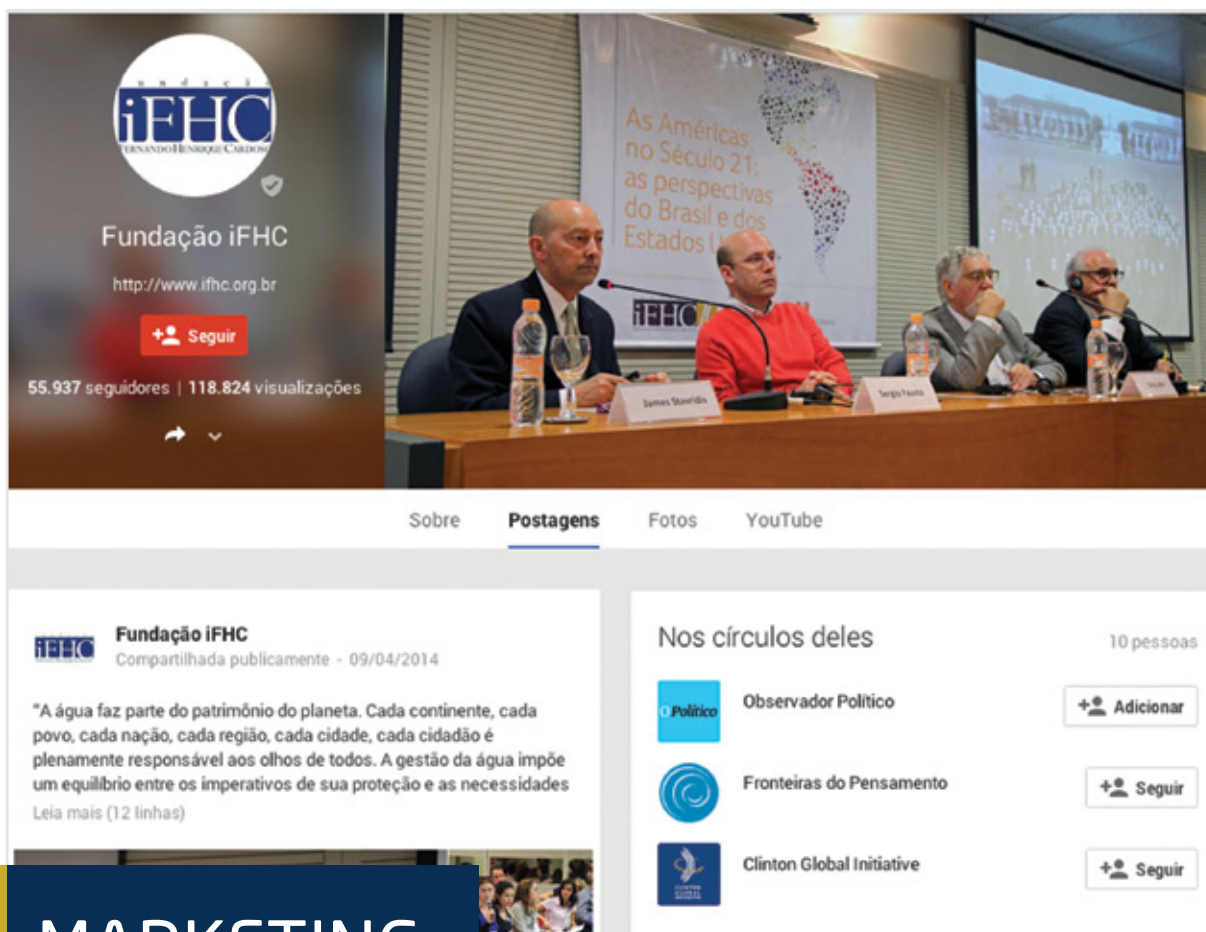 fundação
iFHC
FERNANDO HENRIQUE CARDOSO
Fundação iFHC
http://www.ifhc.org.br
Seguir
55.937 seguidores | 118.824 visualizações
As Américas
no Século 21:
as perspectivas
do Brasil e dos
Estados U
iFHC
James Stavridis
Sergio Fausto
Sobre
Postagens
Fotos
YouTube
iFHC
Fundação iFHC
Compartilhada publicamente - 09/04/2014
"A água faz parte do patrimônio do planeta. Cada continente, cada
povo, cada nação, cada região, cada cidade, cada cidadão é
plenamente responsável aos olhos de todos. A gestão da água impõe
um equilíbrio entre os imperativos de sua proteção e as necessidades
Leia mais (12 linhas)
Nos círculos deles
10 pessoas
O Político
Observador Político
Adicionar
Fronteiras do Pensamento
Seguir
CLINTON
GLOBAL
INITIATIVE
Clinton Global Initiative
Seguir
MARKETING